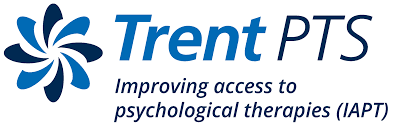 Trent PTS
Improving access to
psychological therapies (IAPT)